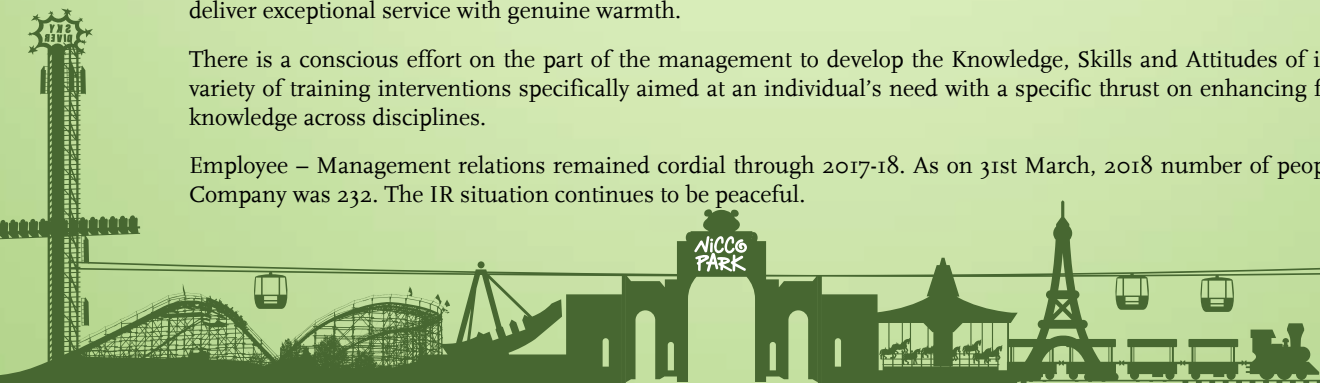 deliver exceptional service with genuine warmth.
There is a conscious effort on the part of the management to develop the Knowledge, Skills and Attitudes of
variety of training interventions specifically aimed at an individual's need with a specific thrust on enhancing
knowledge across disciplines.
Employee – Management relations remained cordial through 2017-18. As on 31st March, 2018 number of
Company was 232. The IR situation continues to be peaceful.
SKY
DIVER
NICCO
PARK